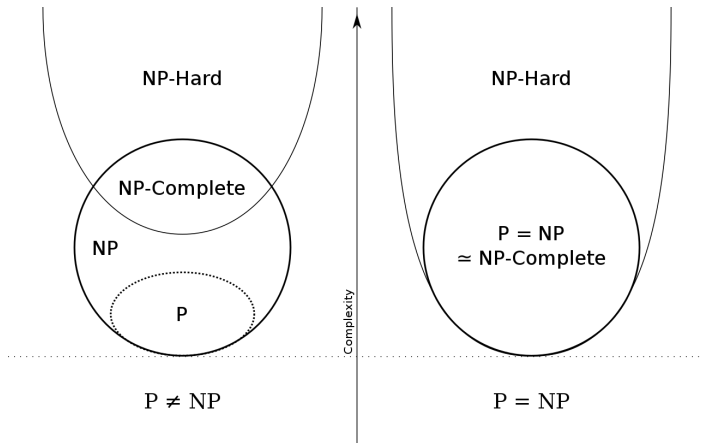 NP-Hard
NP-Complete
NP
P
P ≠ NP
Complexity
NP-Hard
P = NP
≃ NP-Complete
P = NP